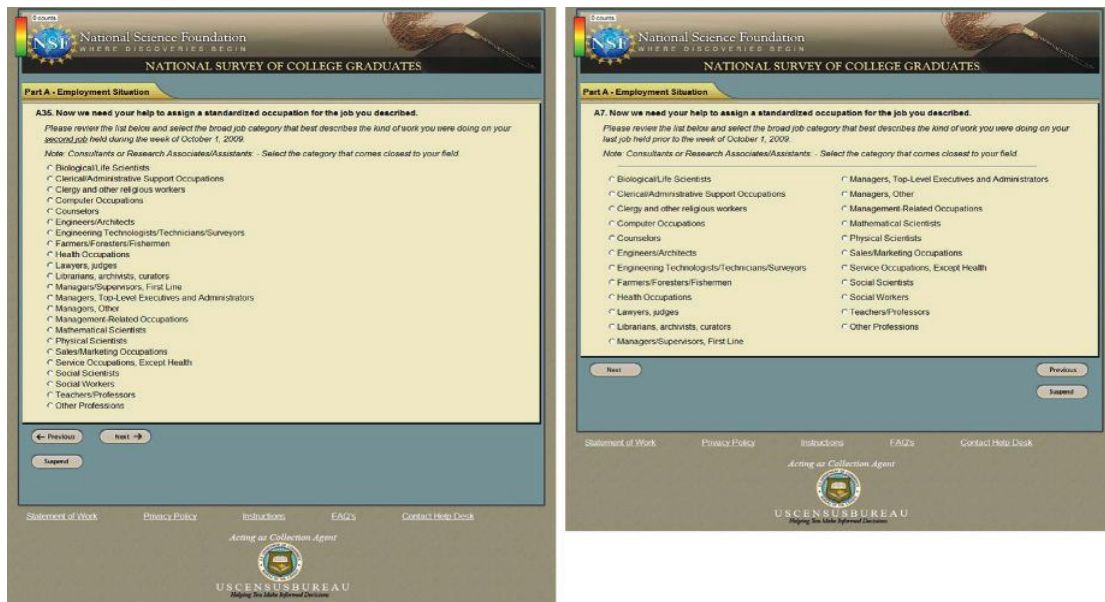 0 counts
NSF
National Science Foundation
WHERE DISCOVERIES BEGIN
NATIONAL SURVEY OF COLLEGE GRADUATES
Part A - Employment Situation
A35. Now we need your help to assign a standardized occupation for the job you described.
Please review the list below and select the broad job category that best describes the kind of work you were doing on your
second job held during the week of October 1, 2009.
Note: Consultants or Research Associates/Assistants: - Select the category that comes closest to your field.
Biological/Life Scientists
Clerical/Administrative Support Occupations
Clergy and other religious workers
Computer Occupations
Counselors
Engineers/Architects
Engineering Technologists/Technicians/Surveyors
Farmers/Foresters/Fishermen
Health Occupations
Lawyers, judges
Librarians, archivists, curators
Managers/Supervisors, First Line
Managers, Top-Level Executives and Administrators
Managers, Other
Management-Related Occupations
Mathematical Scientists
Physical Scientists
Sales/Marketing Occupations
Service Occupations, Except Health
Social Scientists
Social Workers
Teachers/Professors
Other Professions
← Previous Next →
Suspend
Statement of Work Privacy Policy Instructions FAQ's Contact Help Desk
Acting as Collection Agent
USCENSUSBUREAU
Helping You Make Informed Decisions
0 counts
NSF
National Science Foundation
WHERE DISCOVERIES BEGIN
NATIONAL SURVEY OF COLLEGE GRADUATES
Part A - Employment Situation
A7. Now we need your help to assign a standardized occupation for the job you described.
Please review the list below and select the broad job category that best describes the kind of work you were doing on your
last job held prior to the week of October 1, 2009.
Note: Consultants or Research Associates/Assistants: - Select the category that comes closest to your field.
Biological/Life Scientists
Clerical/Administrative Support Occupations
Clergy and other religious workers
Computer Occupations
Counselors
Engineers/Architects
Engineering Technologists/Technicians/Surveyors
Farmers/Foresters/Fishermen
Health Occupations
Lawyers, judges
Librarians, archivists, curators
Managers/Supervisors, First Line
Managers, Top-Level Executives and Administrators
Managers, Other
Management-Related Occupations
Mathematical Scientists
Physical Scientists
Sales/Marketing Occupations
Service Occupations, Except Health
Social Scientists
Social Workers
Teachers/Professors
Other Professions
Next Previous
Suspend
Statement of Work Privacy Policy Instructions FAQ's Contact Help Desk
Acting as Collection Agent
USCENSUSBUREAU
Helping You Make Informed Decisions